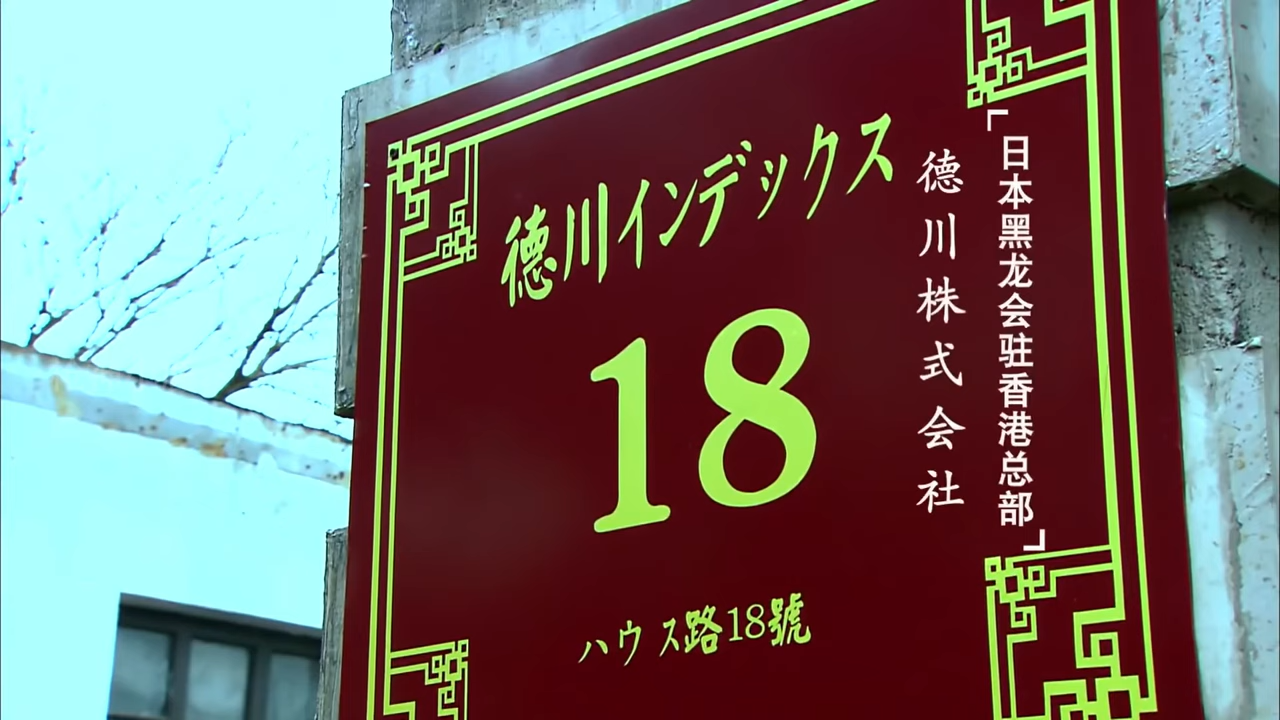 徳川インデックス
18
ハウス路18號
德川株式会社
「日本黑龙会驻香港总部」